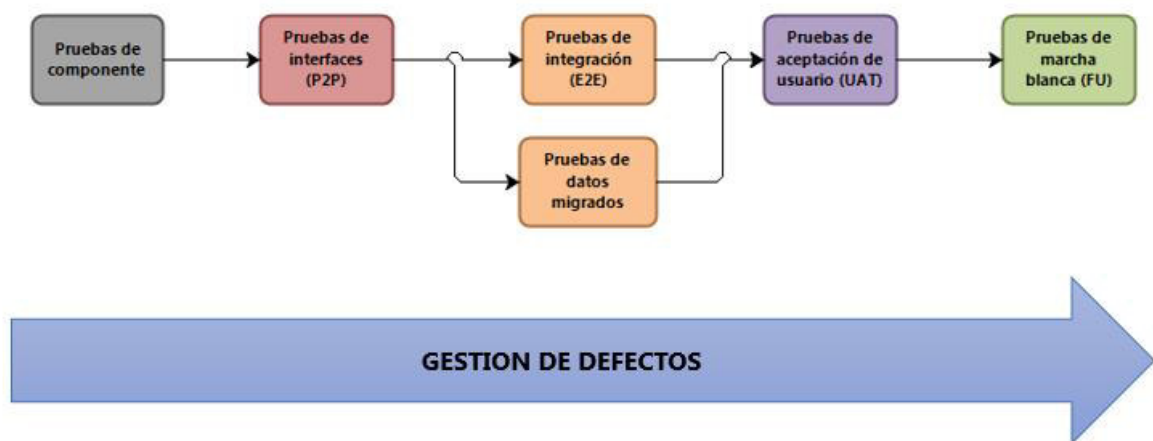 Pruebas de
componente
Pruebas de
interfaces
(P2P)
Pruebas de
integración
(E2E)
Pruebas de
aceptación de
usuario (UAT)
Pruebas de
marcha
blanca (FU)
Pruebas de
datos
migrados
GESTION DE DEFECTOS